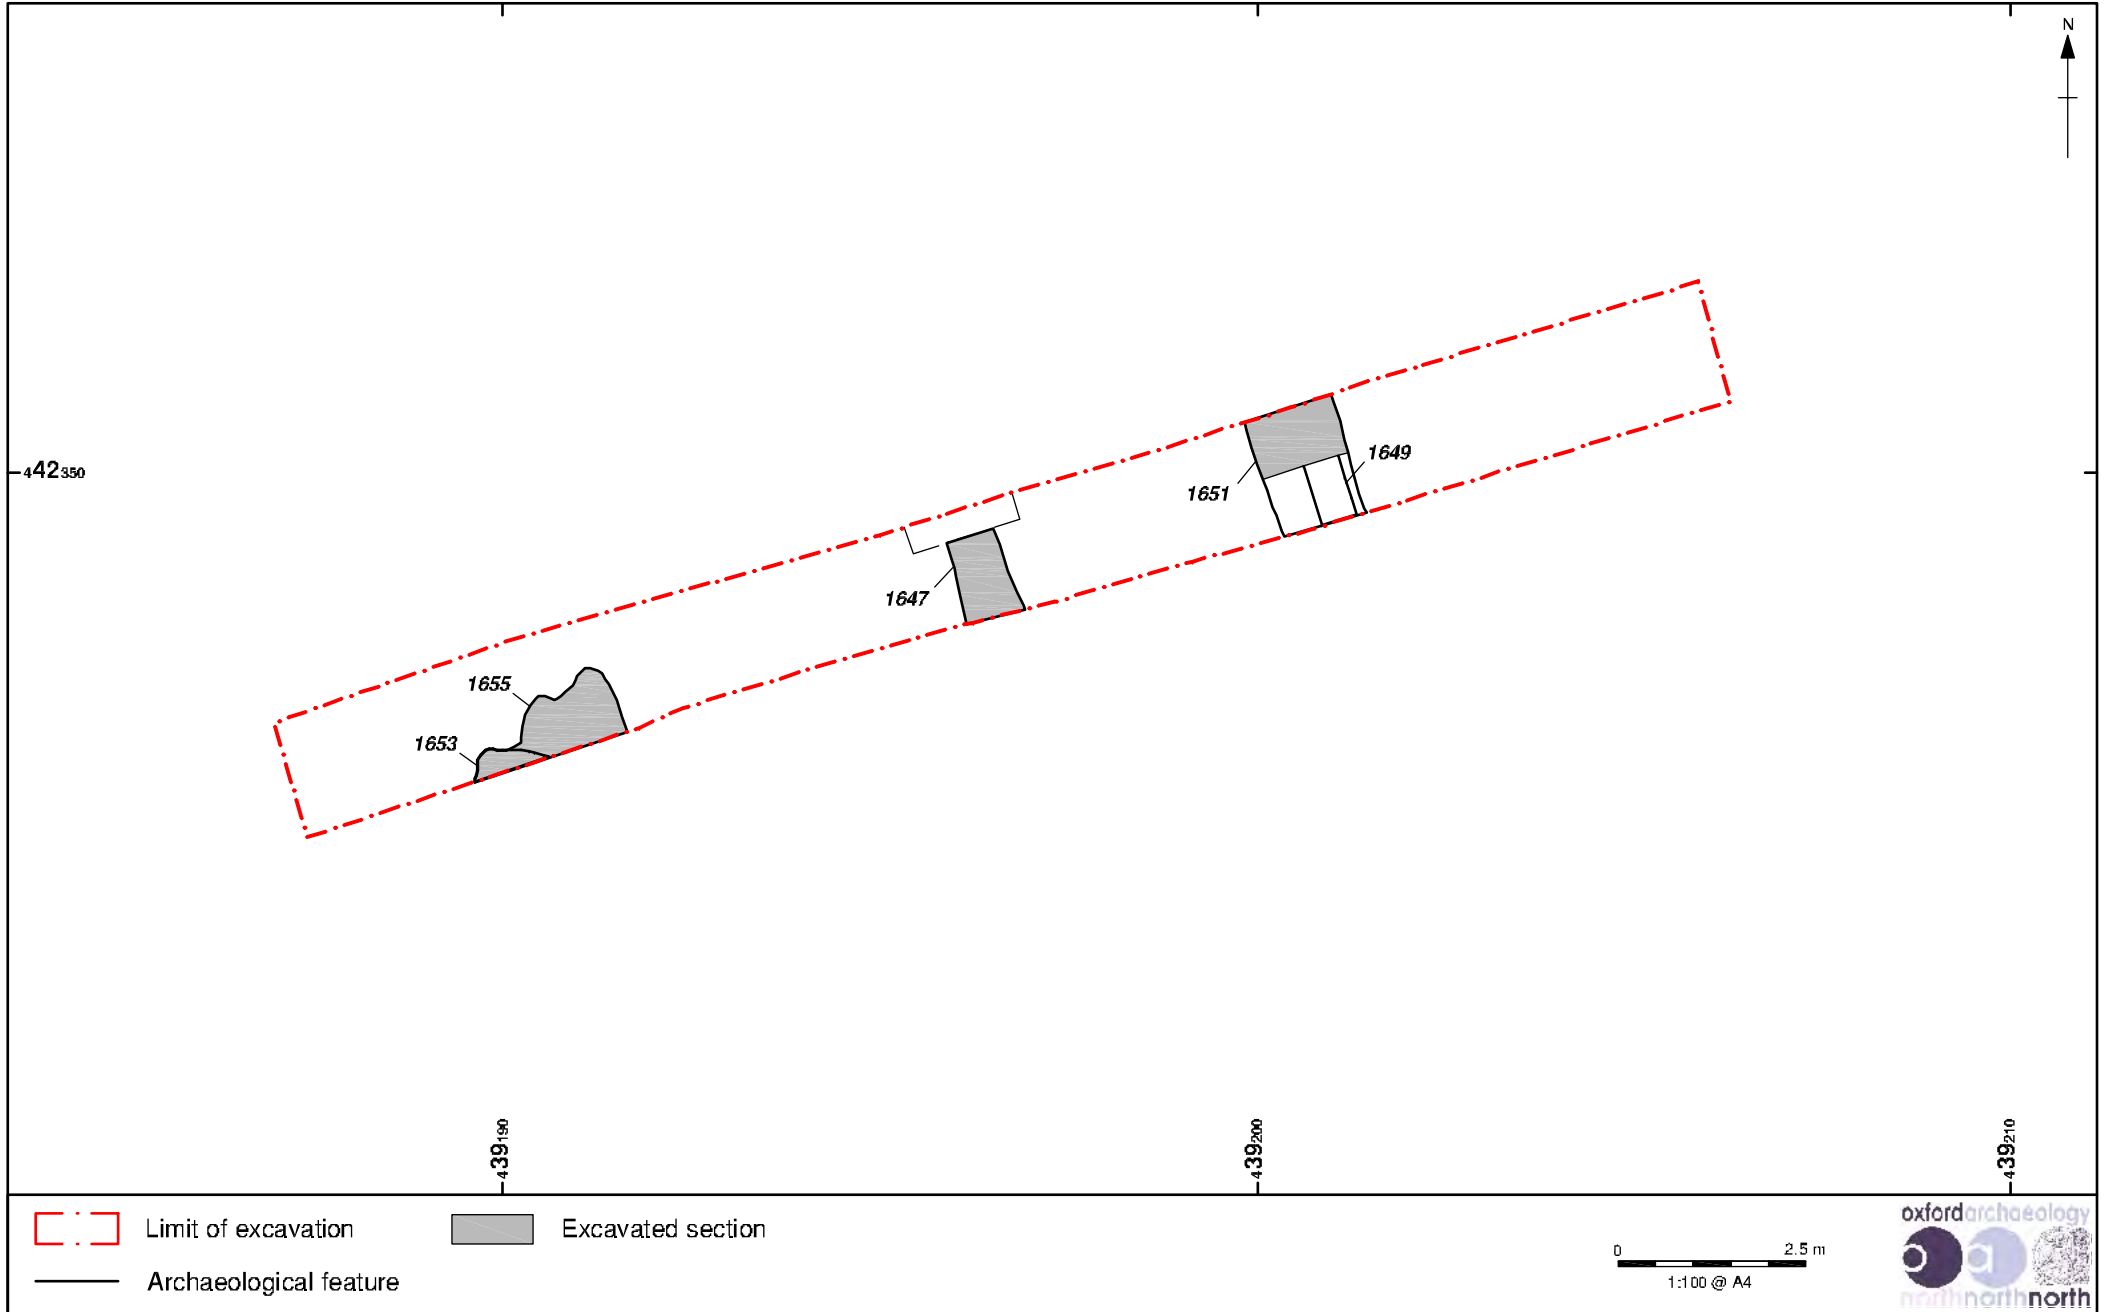 N
442350
1649
1651
1647
1655
1653
439190
439200
439210
Limit of excavation
Excavated section
Archaeological feature
0 2.5 m
1:100 @ A4
oxfordarchaeology
northnorthnorth